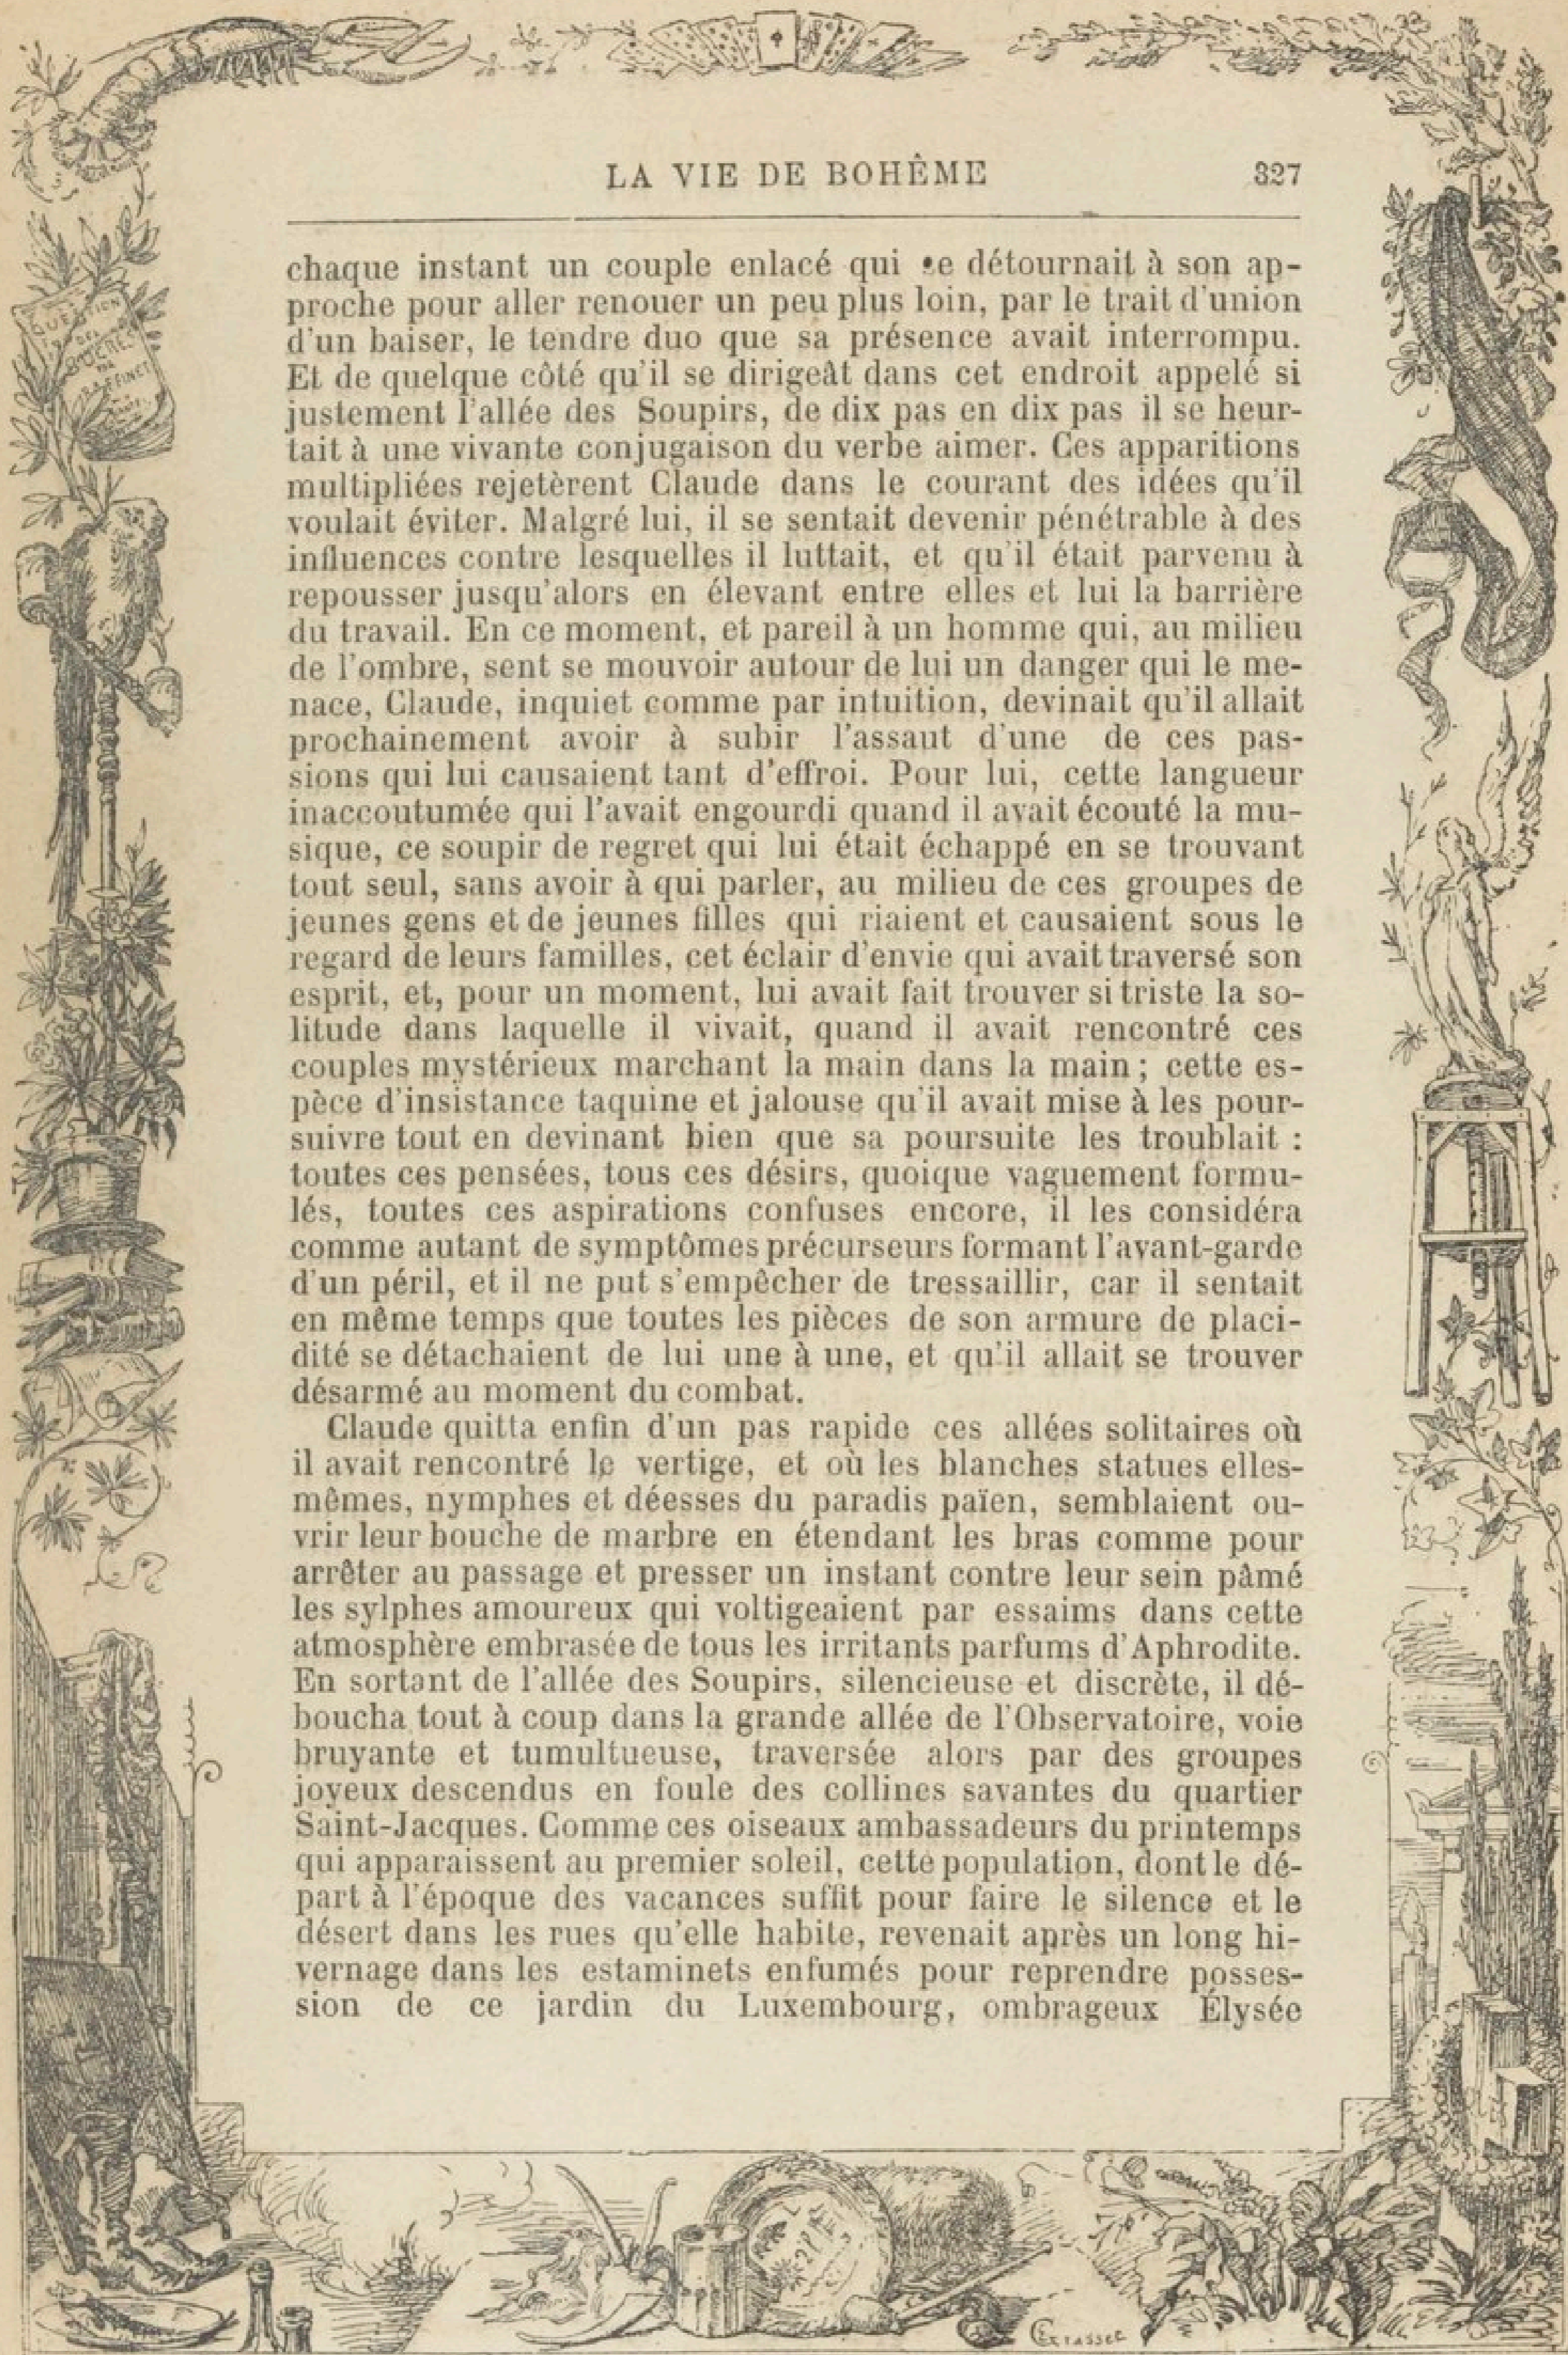 LA VIE DE BOHÊME 327
chaque instant un couple enlacé qui se détournait à son ap-
proche pour aller renouer un peu plus loin, par le trait d'union
d'un baiser, le tendre duo que sa présence avait interrompu.
Et de quelque côté qu'il se dirigeât dans cet endroit appelé si
justement l'allée des Soupirs, de dix pas en dix pas il se heur-
tait à une vivante conjugaison du verbe aimer. Ces apparitions
multipliées rejetèrent Claude dans le courant des idées qu'il
voulait éviter. Malgré lui, il se sentait devenir pénétrable à des
influences contre lesquelles il luttait, et qu'il était parvenu à
repousser jusqu'alors en élevant entre elles et lui la barrière
du travail. En ce moment, et pareil à un homme qui, au milieu
de l'ombre, sent se mouvoir autour de lui un danger qui le me-
nace, Claude, inquiet comme par intuition, devinait qu'il allait
prochainement avoir à subir l'assaut d'une de ces pas-
sions qui lui causaient tant d'effroi. Pour lui, cette langueur
inaccoutumée qui l'avait engourdi quand il avait écouté la mu-
sique, ce soupir de regret qui lui était échappé en se trouvant
tout seul, sans avoir à qui parler, au milieu de ces groupes de
jeunes gens et de jeunes filles qui riaient et causaient sous le
regard de leurs familles, cet éclair d'envie qui avait traversé son
esprit, et, pour un moment, lui avait fait trouver si triste la so-
litude dans laquelle il vivait, quand il avait rencontré ces
couples mystérieux marchant la main dans la main ; cette es-
pèce d'insistance taquine et jalouse qu'il avait mise à les pour-
suivre tout en devinant bien que sa poursuite les troublait :
toutes ces pensées, tous ces désirs, quoique vaguement formu-
lés, toutes ces aspirations confuses encore, il les considéra
comme autant de symptômes précurseurs formant l'avant-garde
d'un péril, et il ne put s'empêcher de tressaillir, car il sentait
en même temps que toutes les pièces de son armure de placi-
dité se détachaient de lui une à une, et qu'il allait se trouver
désarmé au moment du combat.
Claude quitta enfin d'un pas rapide ces allées solitaires où
il avait rencontré le vertige, et où les blanches statues elles-
mêmes, nymphes et déesses du paradis païen, semblaient ou-
vrir leur bouche de marbre en étendant les bras comme pour
arrêter au passage et presser un instant contre leur sein pâmé
les sylphes amoureux qui voltigeaient par essaims dans cette
atmosphère embrasée de tous les irritants parfums d'Aphrodite.
En sortant de l'allée des Soupirs, silencieuse et discrète, il dé-
boucha tout à coup dans la grande allée de l'Observatoire, voie
bruyante et tumultueuse, traversée alors par des groupes
joyeux descendus en foule des collines savantes du quartier
Saint-Jacques. Comme ces oiseaux ambassadeurs du printemps
qui apparaissent au premier soleil, cette population, dont le dé-
part à l'époque des vacances suffit pour faire le silence et le
désert dans les rues qu'elle habite, revenait après un long hi-
vernage dans les estaminets enfumés pour reprendre posses-
sion de ce jardin du Luxembourg, ombrageux Élysée
QUESTION
DES
SUCRES
PAR
EGrasset